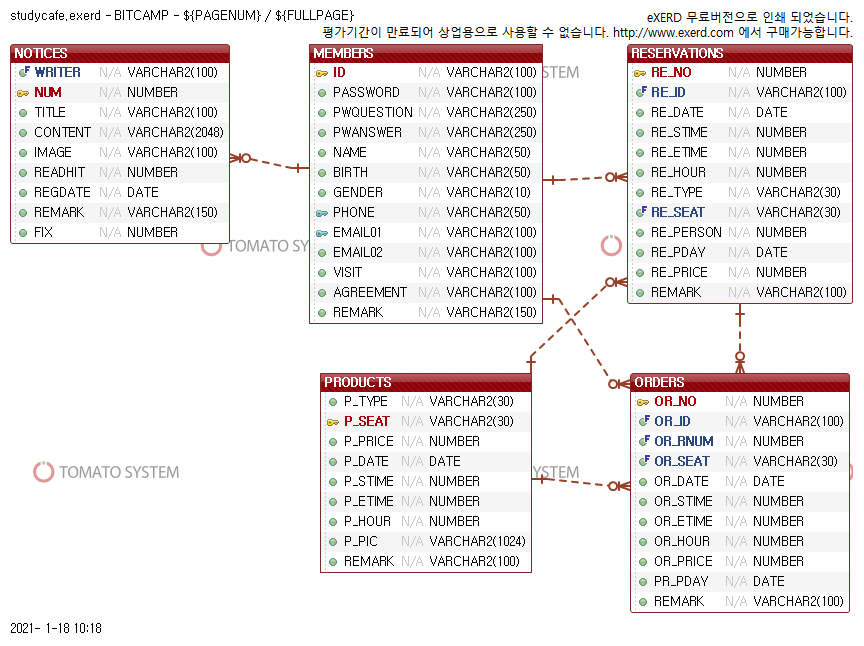 studycafe,exerd - BITCAMP - ${PAGENUM} / ${FULLPAGE}
eXERD 무료버전으로 인쇄 되었습니다.
평가기간이 만료되어 상업용으로 사용할 수 없습니다. http://www.exerd.com 에서 구매가능합니다.
NOTICES
WRITER N/A VARCHAR2(100)
NUM N/A NUMBER
TITLE N/A VARCHAR2(100)
CONTENT N/A VARCHAR2(2048)
IMAGE N/A VARCHAR2(100)
READHIT N/A NUMBER
REGDATE N/A DATE
REMARK N/A VARCHAR2(150)
FIX N/A NUMBER
MEMBERS
ID N/A VARCHAR2(100)
PASSWORD N/A VARCHAR2(100)
PWQUESTION N/A VARCHAR2(250)
PWANSWER N/A VARCHAR2(250)
NAME N/A VARCHAR2(50)
BIRTH N/A VARCHAR2(50)
GENDER N/A VARCHAR2(10)
PHONE N/A VARCHAR2(50)
EMAIL01 N/A VARCHAR2(100)
EMAIL02 N/A VARCHAR2(100)
VISIT N/A VARCHAR2(100)
AGREEMENT N/A VARCHAR2(100)
REMARK N/A VARCHAR2(150)
RESERVATIONS
RE_NO N/A NUMBER
RE_ID N/A VARCHAR2(100)
RE_DATE N/A DATE
RE_STIME N/A NUMBER
RE_ETIME N/A NUMBER
RE_HOUR N/A NUMBER
RE_TYPE N/A VARCHAR2(30)
RE_SEAT N/A VARCHAR2(30)
RE_PERSON N/A NUMBER
RE_PDAY N/A DATE
RE_PRICE N/A NUMBER
REMARK N/A VARCHAR2(100)
STEM
TOMATO SY
PRODUCTS
P_TYPE N/A VARCHAR2(30)
P_SEAT N/A VARCHAR2(30)
P_PRICE N/A NUMBER
P_DATE N/A DATE
P_STIME N/A NUMBER
P_ETIME N/A NUMBER
P_HOUR N/A NUMBER
P_PIC N/A VARCHAR2(1024)
REMARK N/A VARCHAR2(100)
ORDERS
OR_NO N/A NUMBER
OR_ID N/A VARCHAR2(100)
OR_RNUM N/A NUMBER
OR_SEAT N/A VARCHAR2(30)
OR_DATE N/A DATE
OR_STIME N/A NUMBER
OR_ETIME N/A NUMBER
OR_HOUR N/A NUMBER
OR_PRICE N/A NUMBER
PR_PDAY N/A DATE
REMARK N/A VARCHAR2(100)
TOMATO SYSTEM
YSTEM
2021- 1-18 10:18